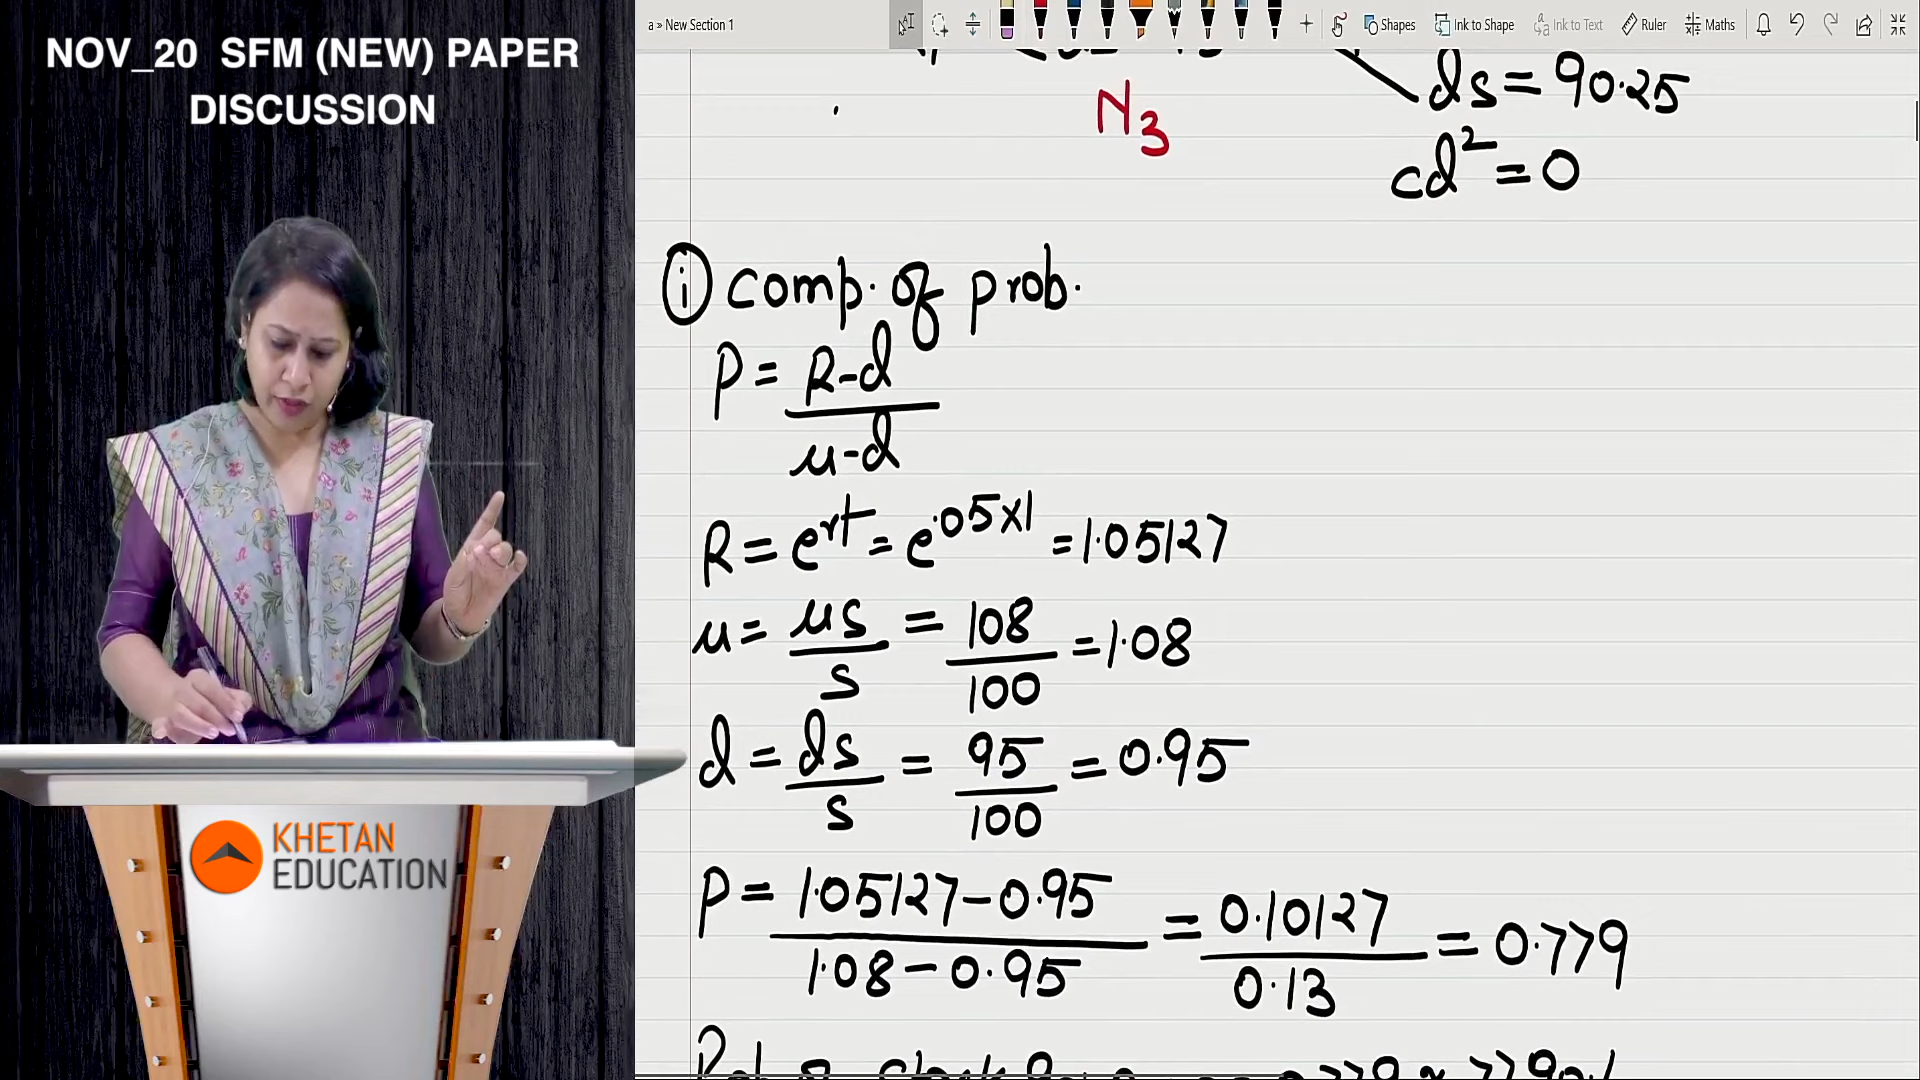 NOV_20 SFM (NEW) PAPER
DISCUSSION
a » New Section 1
Shapes
Ink to Shape
Ink to Text
Ruler
Maths
ds = 90.25
N3
cd² = 0
(i) comp. of prob.
P = R-d
u-d
R = e^rt = e^.05x1 = 1.05127
u = us = 108 = 1.08
s 100
d = ds = 95 = 0.95
s 100
P = 1.05127 - 0.95 = 0.10127 = 0.779
1.08 - 0.95 0.13
KHETAN
EDUCATION